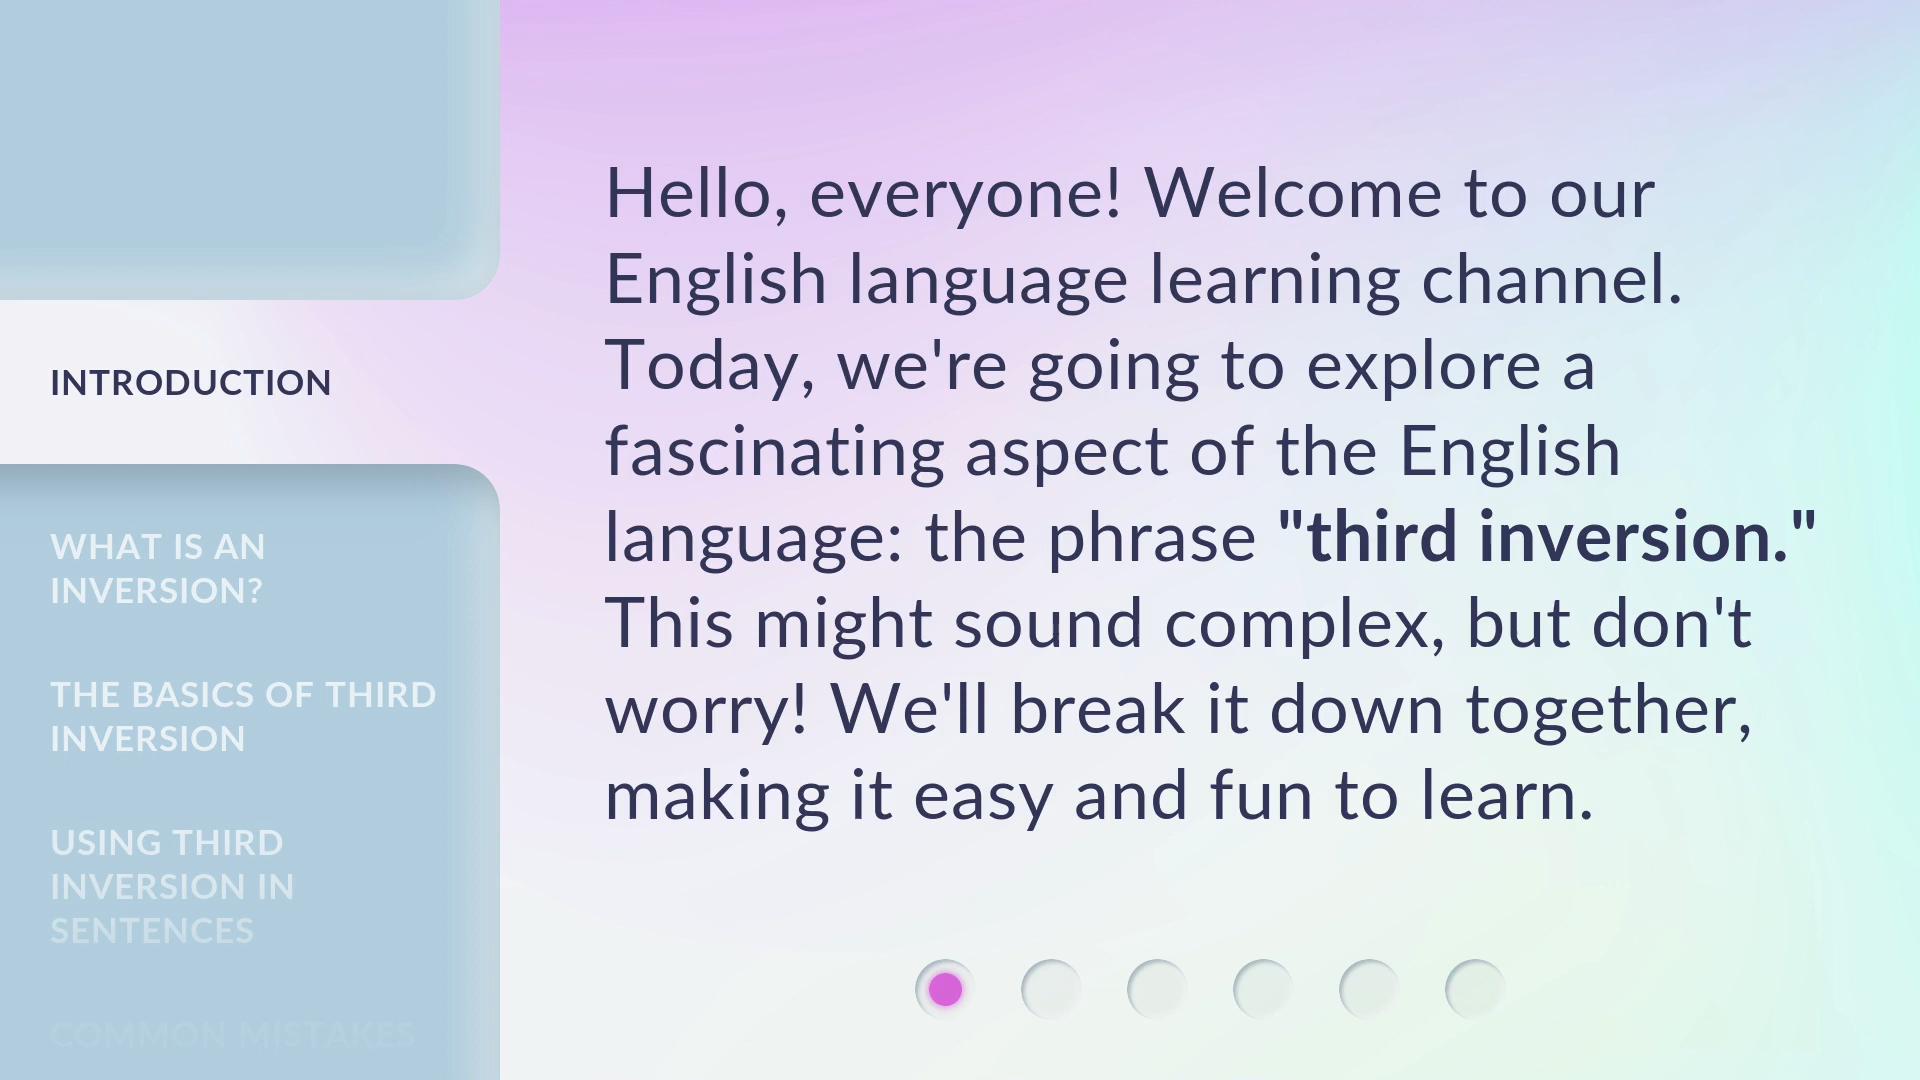 INTRODUCTION
WHAT IS AN
INVERSION?
THE BASICS OF THIRD
INVERSION
USING THIRD
INVERSION IN
SENTENCES
COMMON MISTAKES
Hello, everyone! Welcome to our
English language learning channel.
Today, we're going to explore a
fascinating aspect of the English
language: the phrase "third inversion."
This might sound complex, but don't
worry! We'll break it down together,
making it easy and fun to learn.